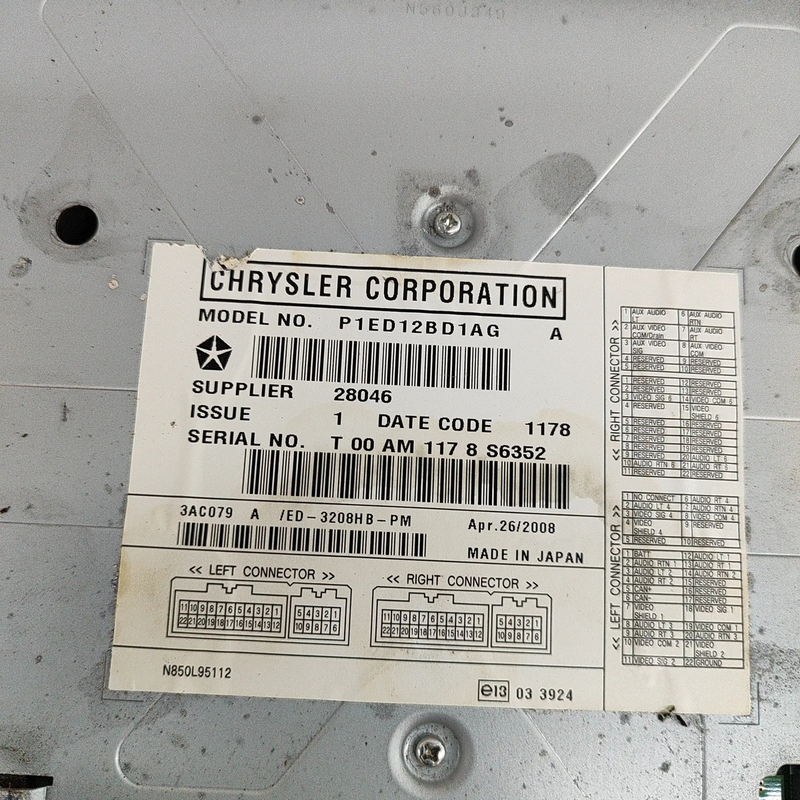 CHRYSLER CORPORATION
MODEL NO. P1ED12BD1AG A
SUPPLIER 28046
ISSUE 1 DATE CODE 1178
SERIAL NO. T 00 AM 117 8 S6352
3AC079 A /ED-3208HB-PM Apr.26/2008
MADE IN JAPAN
<< LEFT CONNECTOR >> << RIGHT CONNECTOR >>
11 10 9 8 7 6 5 4 3 2 1 5 4 3 2 1
22 21 20 19 18 17 16 15 14 13 12 10 9 8 7 6
11 10 9 8 7 6 5 4 3 2 1 5 4 3 2 1
22 21 20 19 18 17 16 15 14 13 12 10 9 8 7 6
N850L95112
e13 03 3924
<< RIGHT CONNECTOR >>
1 AUX AUDIO LT 6 AUX AUDIO RTN
2 AUX VIDEO COM/Drain 7 AUX AUDIO RT
3 AUX VIDEO SIG 8 AUX VIDEO COM
4 RESERVED 9 RESERVED
5 RESERVED 10 RESERVED
1 RESERVED 12 RESERVED
2 RESERVED 13 RESERVED
3 VIDEO SIG 6 14 VIDEO COM 6
4 RESERVED 15 VIDEO SHIELD 6
5 RESERVED 16 RESERVED
6 RESERVED 17 RESERVED
7 RESERVED 18 RESERVED
8 RESERVED 19 RESERVED
9 RESERVED 20 AUDIO LT 6
10 AUDIO RTN 6 21 AUDIO RT 6
11 RESERVED 22 RESERVED
<< LEFT CONNECTOR >>
1 NO CONNECT 6 AUDIO RT 4
2 AUDIO LT 4 7 AUDIO RTN 4
3 VIDEO SIG 4 8 VIDEO COM 4
4 VIDEO SHIELD 4 9 RESERVED
5 RESERVED 10 RESERVED
1 BATT 12 AUDIO LT 1
2 AUDIO RTN 1 13 AUDIO RT 1
3 AUDIO LT 2 14 AUDIO RTN 2
4 AUDIO RT 2 15 RESERVED
5 CAN+ 16 RESERVED
6 CAN- 17 RESERVED
7 VIDEO SHIELD 1 18 VIDEO SIG 1
8 AUDIO LT 3 19 VIDEO COM 1
9 AUDIO RT 3 20 AUDIO RTN 3
10 VIDEO COM 2 21 VIDEO SHIELD 2
11 VIDEO SIG 2 22 GROUND